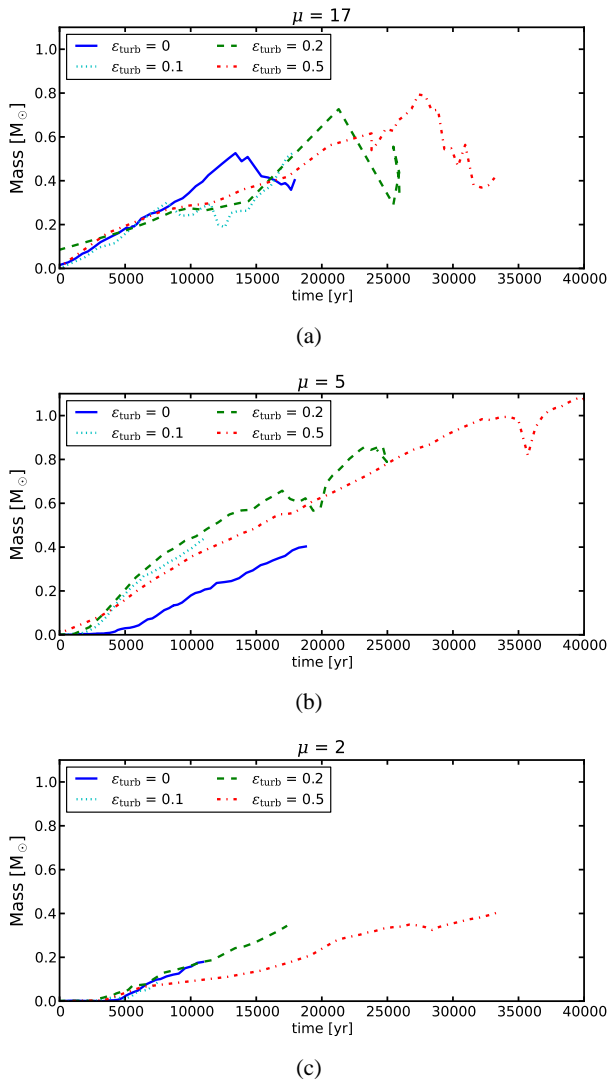 μ = 17
ε_turb = 0 ε_turb = 0.2
ε_turb = 0.1 ε_turb = 0.5
1.0
0.8
0.6
0.4
0.2
0.0
Mass [M⊙]
0 5000 10000 15000 20000 25000 30000 35000 40000
time [yr]
(a)
μ = 5
ε_turb = 0 ε_turb = 0.2
ε_turb = 0.1 ε_turb = 0.5
1.0
0.8
0.6
0.4
0.2
0.0
Mass [M⊙]
0 5000 10000 15000 20000 25000 30000 35000 40000
time [yr]
(b)
μ = 2
ε_turb = 0 ε_turb = 0.2
ε_turb = 0.1 ε_turb = 0.5
1.0
0.8
0.6
0.4
0.2
0.0
Mass [M⊙]
0 5000 10000 15000 20000 25000 30000 35000 40000
time [yr]
(c)